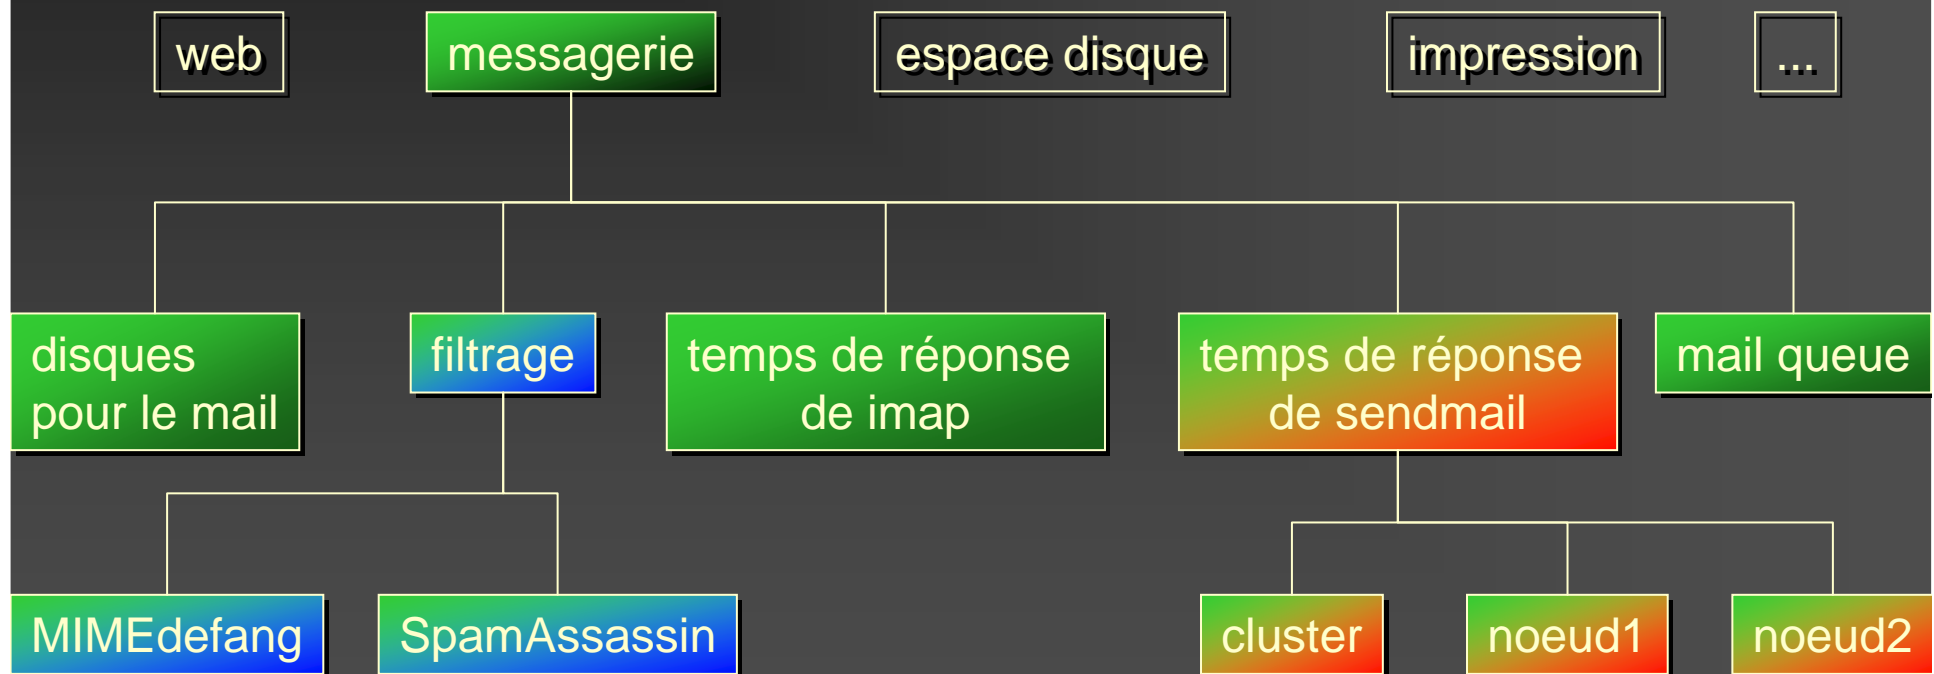 web
messagerie
espace disque
impression
...
disques
pour le mail
filtrage
temps de réponse
de imap
temps de réponse
de sendmail
mail queue
MIMEdefang
SpamAssassin
cluster
noeud1
noeud2